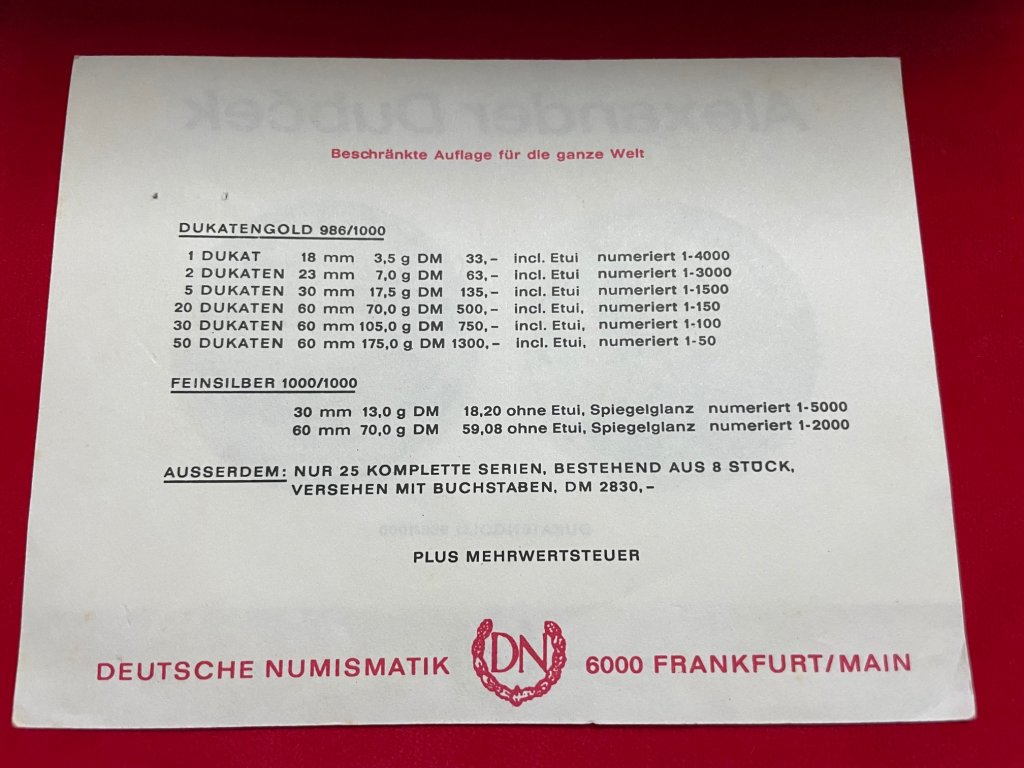 Alexander Dubček
Beschränkte Auflage für die ganze Welt
DUKATENGOLD 986/1000
1 DUKAT 18 mm 3,5 g DM 33,– incl. Etui numeriert 1-4000
2 DUKATEN 23 mm 7,0 g DM 63,– incl. Etui numeriert 1-3000
5 DUKATEN 30 mm 17,5 g DM 135,– incl. Etui numeriert 1-1500
20 DUKATEN 60 mm 70,0 g DM 500,– incl. Etui, numeriert 1-150
30 DUKATEN 60 mm 105,0 g DM 750,– incl. Etui, numeriert 1-100
50 DUKATEN 60 mm 175,0 g DM 1300,– incl. Etui, numeriert 1-50
FEINSILBER 1000/1000
30 mm 13,0 g DM 18,20 ohne Etui, Spiegelglanz numeriert 1-5000
60 mm 70,0 g DM 59,08 ohne Etui, Spiegelglanz numeriert 1-2000
AUSSERDEM: NUR 25 KOMPLETTE SERIEN, BESTEHEND AUS 8 STÜCK,
VERSEHEN MIT BUCHSTABEN, DM 2830,–
DUKATENGOLD 986/1000
PLUS MEHRWERTSTEUER
DEUTSCHE NUMISMATIK DN 6000 FRANKFURT/MAIN